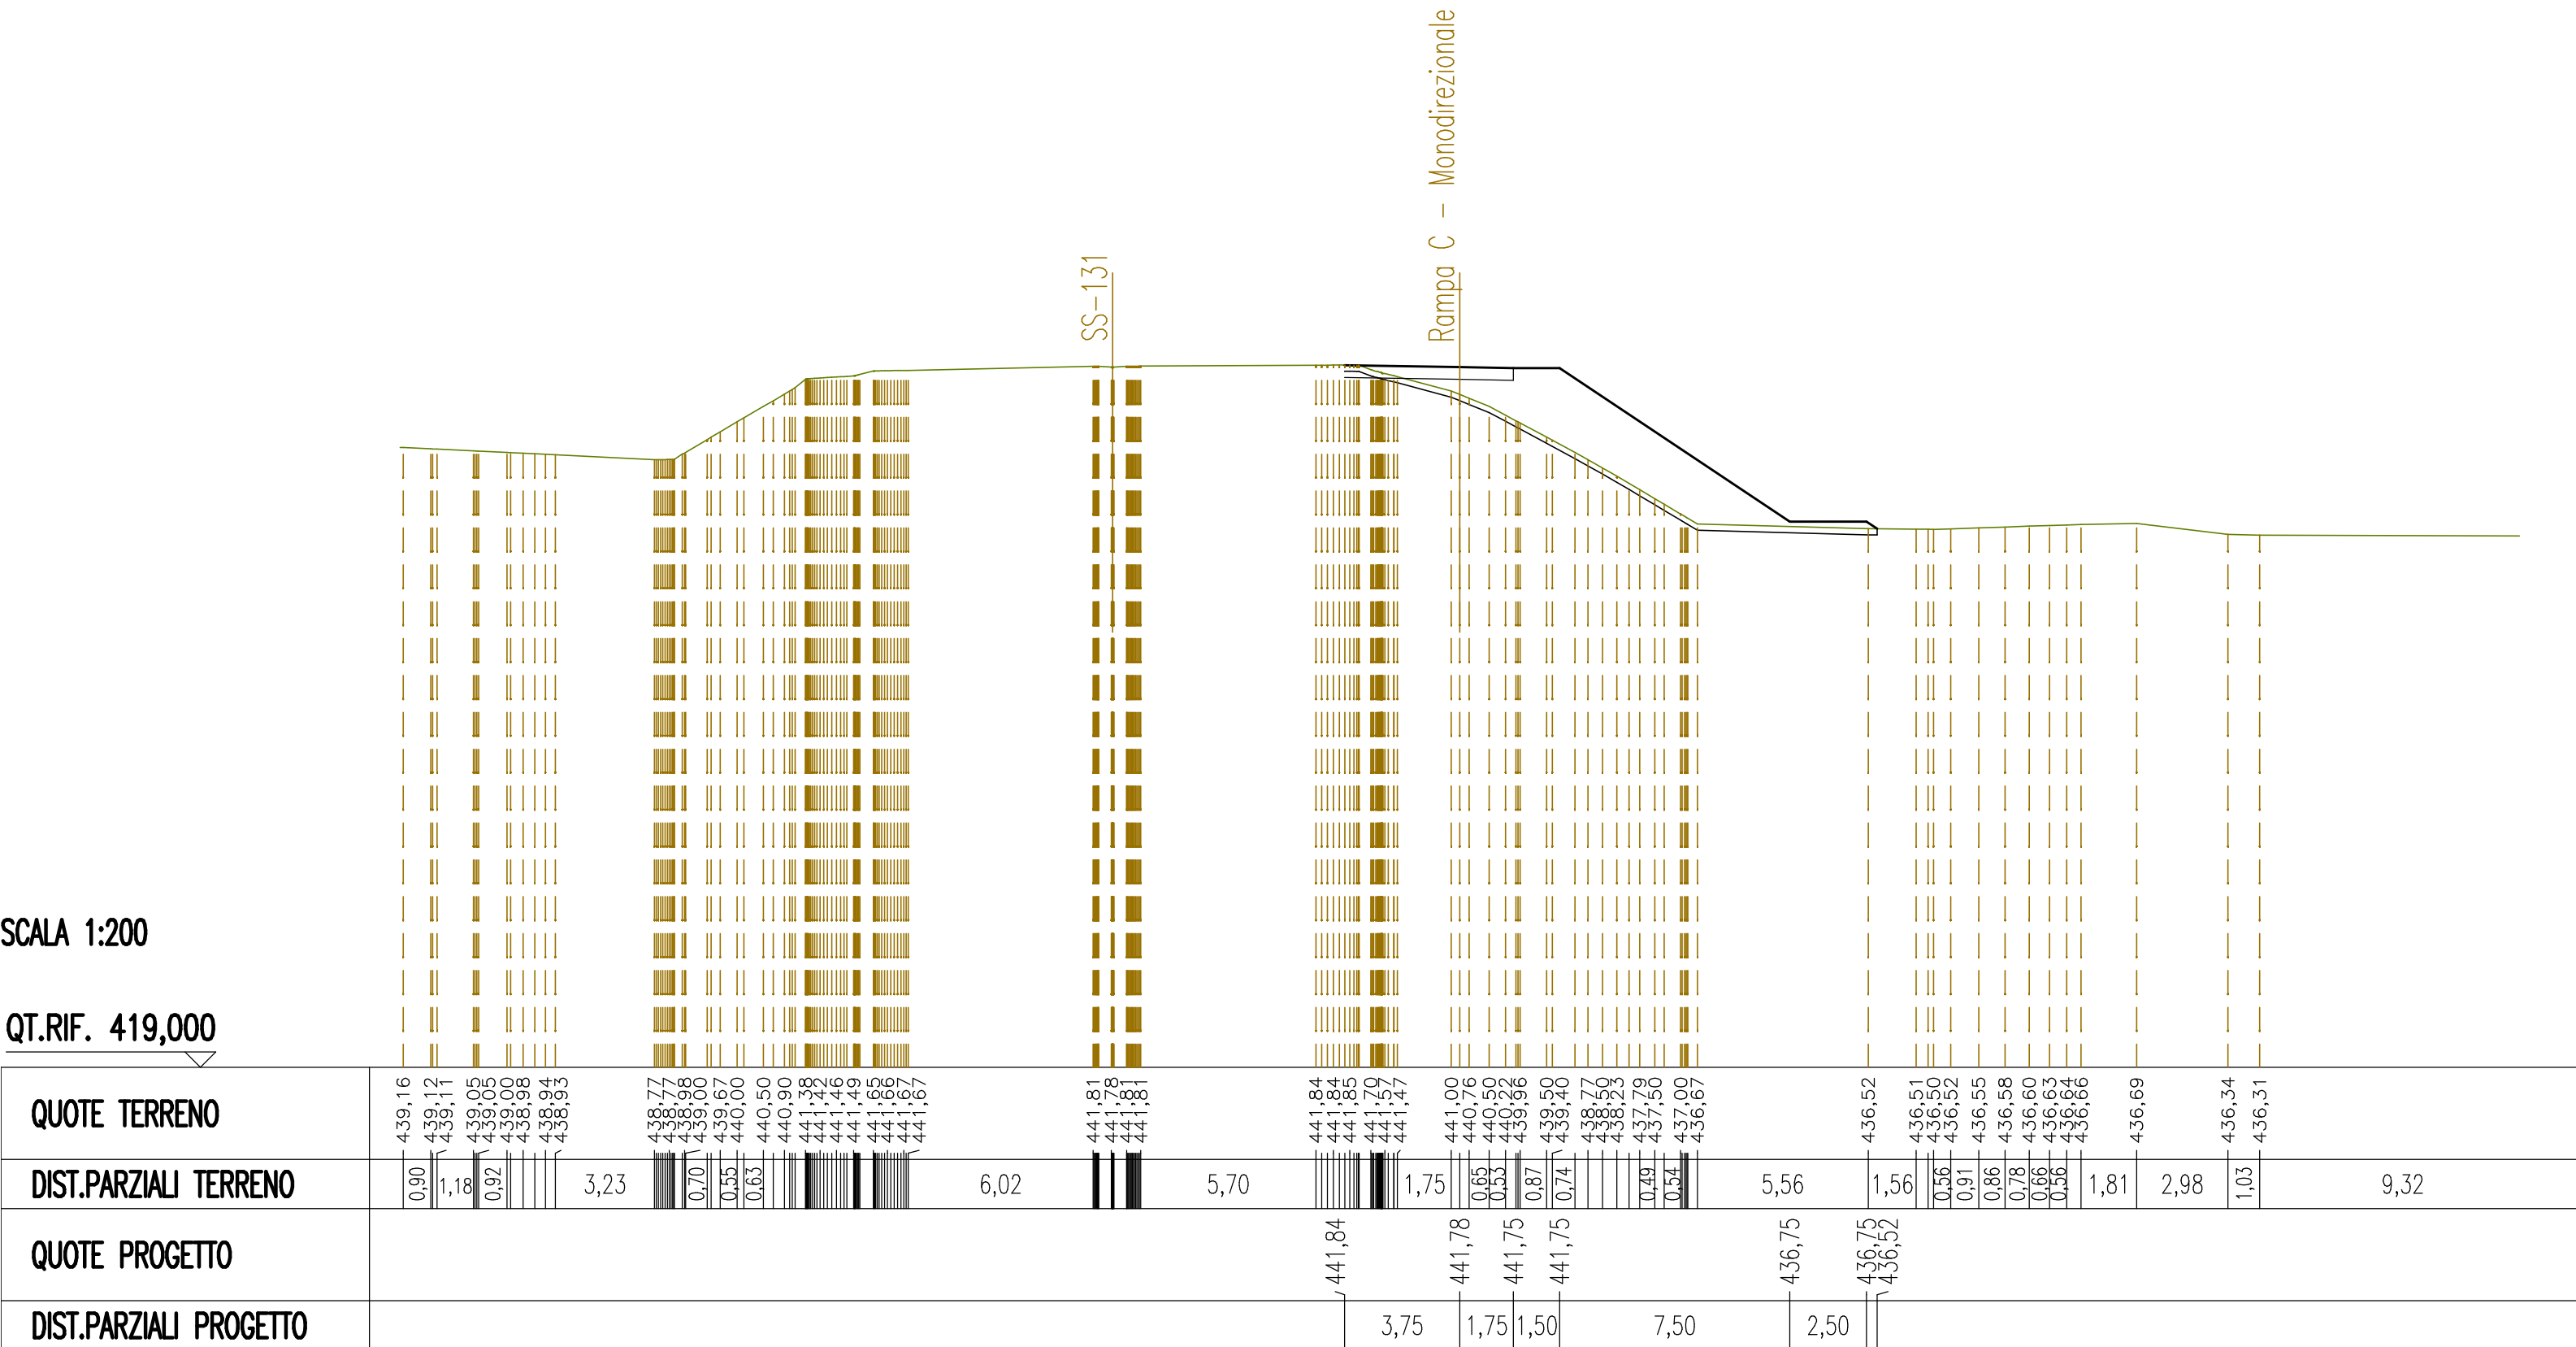 Rampa C - Monodirezionale
SS-131
SCALA 1:200
QT.RIF. 419,000
QUOTE TERRENO
439,16 439,12 439,11 439,05 439,05 439,00 438,98 438,94 438,93 438,77 438,77 438,98 439,00 439,67 440,00 440,50 440,90 441,38 441,42 441,46 441,49 441,65 441,66 441,67 441,67 441,81 441,78 441,81 441,81 441,84 441,84 441,85 441,70 441,57 441,47 441,00 440,76 440,50 440,22 439,96 439,50 439,40 438,77 438,50 438,23 437,79 437,50 437,00 436,67 436,52 436,51 436,50 436,52 436,55 436,58 436,60 436,63 436,64 436,66 436,69 436,34 436,31
DIST.PARZIALI TERRENO
0,90 1,18 0,92 3,23 0,70 0,55 0,63 6,02 5,70 1,75 0,65 0,53 0,87 0,74 0,49 0,54 5,56 1,56 0,56 0,91 0,86 0,78 0,66 0,56 1,81 2,98 1,03 9,32
QUOTE PROGETTO
441,84 441,78 441,75 441,75 436,75 436,75 436,52
DIST.PARZIALI PROGETTO
3,75 1,75 1,50 7,50 2,50